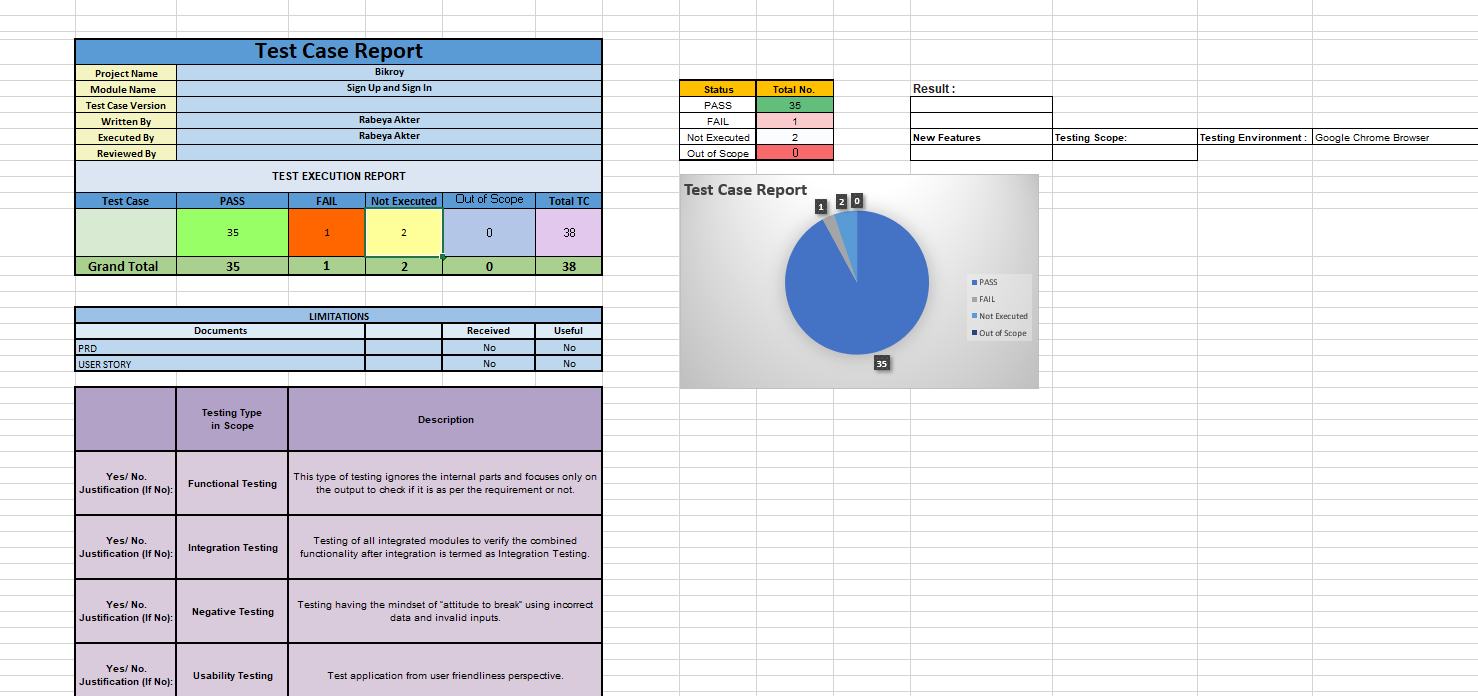 Test Case Report
Project Name Bikroy
Module Name Sign Up and Sign In
Test Case Version
Written By Rabeya Akter
Executed By Rabeya Akter
Reviewed By
TEST EXECUTION REPORT
Test Case PASS FAIL Not Executed Out of Scope Total TC
35 1 2 0 38
Grand Total 35 1 2 0 38
LIMITATIONS
Documents Received Useful
PRD No No
USER STORY No No
Testing Type
in Scope
Description
Yes/ No.
Justification (If No):
Functional Testing
This type of testing ignores the internal parts and focuses only on
the output to check if it is as per the requirement or not.
Yes/ No.
Justification (If No):
Integration Testing
Testing of all integrated modules to verify the combined
functionality after integration is termed as Integration Testing.
Yes/ No.
Justification (If No):
Negative Testing
Testing having the mindset of "attitude to break" using incorrect
data and invalid inputs.
Yes/ No.
Justification (If No):
Usability Testing
Test application from user friendliness perspective.
Status Total No.
PASS 35
FAIL 1
Not Executed 2
Out of Scope 0
Result :
New Features Testing Scope: Testing Environment : Google Chrome Browser
Test Case Report
1 2 0
35
PASS
FAIL
Not Executed
Out of Scope